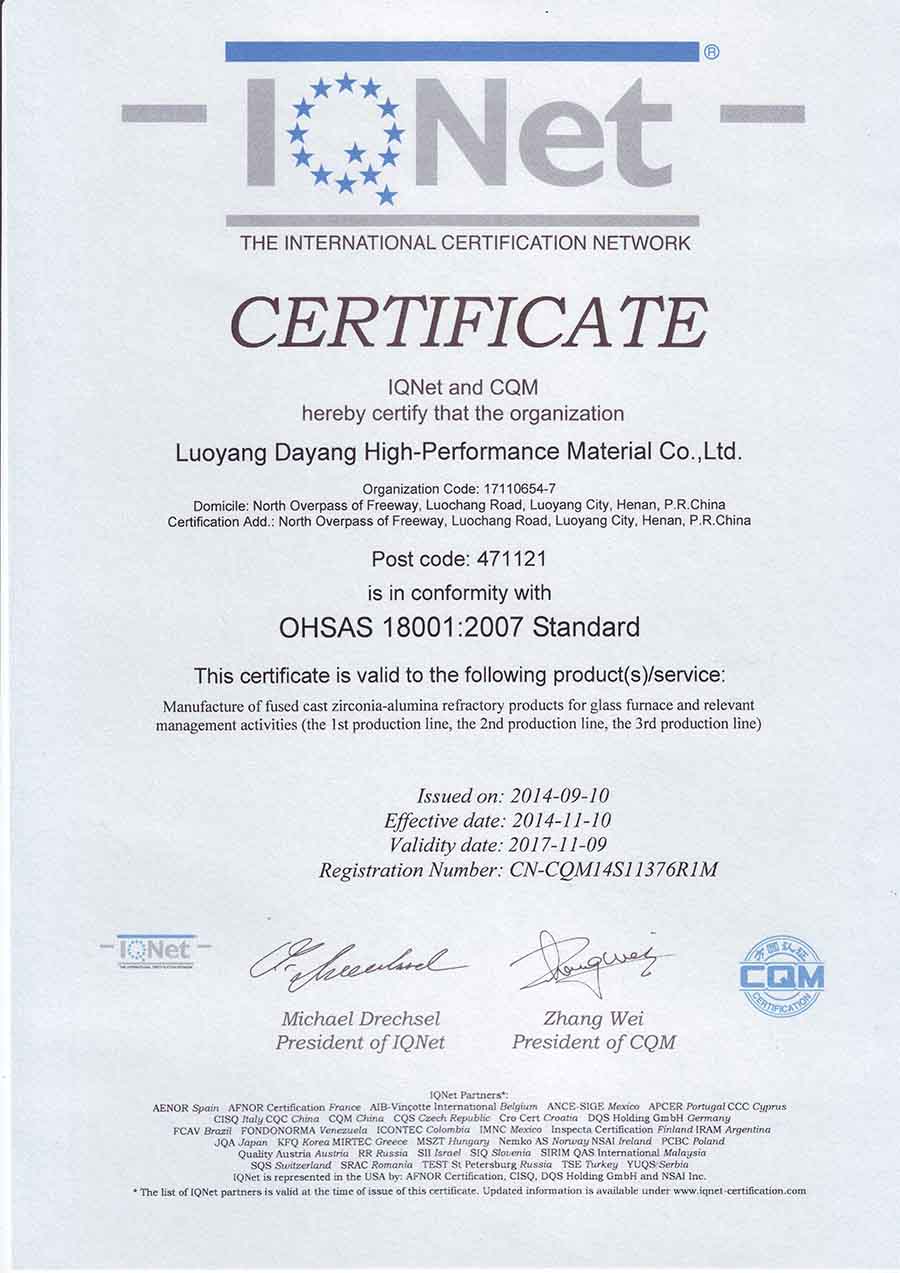 IQNet®
THE INTERNATIONAL CERTIFICATION NETWORK
CERTIFICATE
IQNet and CQM
hereby certify that the organization
Luoyang Dayang High-Performance Material Co.,Ltd.
Organization Code: 17110654-7
Domicile: North Overpass of Freeway, Luochang Road, Luoyang City, Henan, P.R.China
Certification Add.: North Overpass of Freeway, Luochang Road, Luoyang City, Henan, P.R.China
Post code: 471121
is in conformity with
OHSAS 18001:2007 Standard
This certificate is valid to the following product(s)/service:
Manufacture of fused cast zirconia-alumina refractory products for glass furnace and relevant
management activities (the 1st production line, the 2nd production line, the 3rd production line)
Issued on: 2014-09-10
Effective date: 2014-11-10
Validity date: 2017-11-09
Registration Number: CN-CQM14S11376R1M
IQNet
THE INTERNATIONAL CERTIFICATION NETWORK
Zhang Wei
方圆认证
CQM
CERTIFICATION
Michael Drechsel
President of IQNet
Zhang Wei
President of CQM
IQNet Partners*:
AENOR Spain AFNOR Certification France AIB-Vinçotte International Belgium ANCE-SIGE Mexico APCER Portugal CCC Cyprus
CISQ Italy CQC China CQM China CQS Czech Republic Cro Cert Croatia DQS Holding GmbH Germany
FCAV Brazil FONDONORMA Venezuela ICONTEC Colombia IMNC Mexico Inspecta Certification Finland IRAM Argentina
JQA Japan KFQ Korea MIRTEC Greece MSZT Hungary Nemko AS Norway NSAI Ireland PCBC Poland
Quality Austria Austria RR Russia SII Israel SIQ Slovenia SIRIM QAS International Malaysia
SQS Switzerland SRAC Romania TEST St Petersburg Russia TSE Turkey YUQS Serbia
IQNet is represented in the USA by: AFNOR Certification, CISQ, DQS Holding GmbH and NSAI Inc.
* The list of IQNet partners is valid at the time of issue of this certificate. Updated information is available under www.iqnet-certification.com